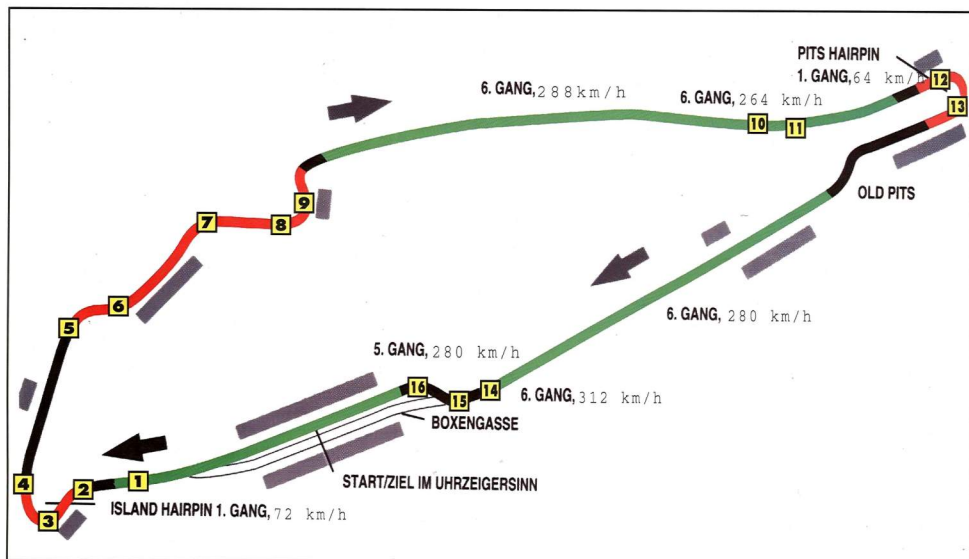 PITS HAIRPIN
1. GANG, 64 km/h
12
13
6. GANG, 288km/h
6. GANG, 264 km/h
10
11
OLD PITS
9
8
7
6
5
6. GANG, 280 km/h
5. GANG, 280 km/h
16
15
14
6. GANG, 312 km/h
BOXENGASSE
START/ZIEL IM UHRZEIGERSINN
1
2
4
3
ISLAND HAIRPIN 1. GANG, 72 km/h